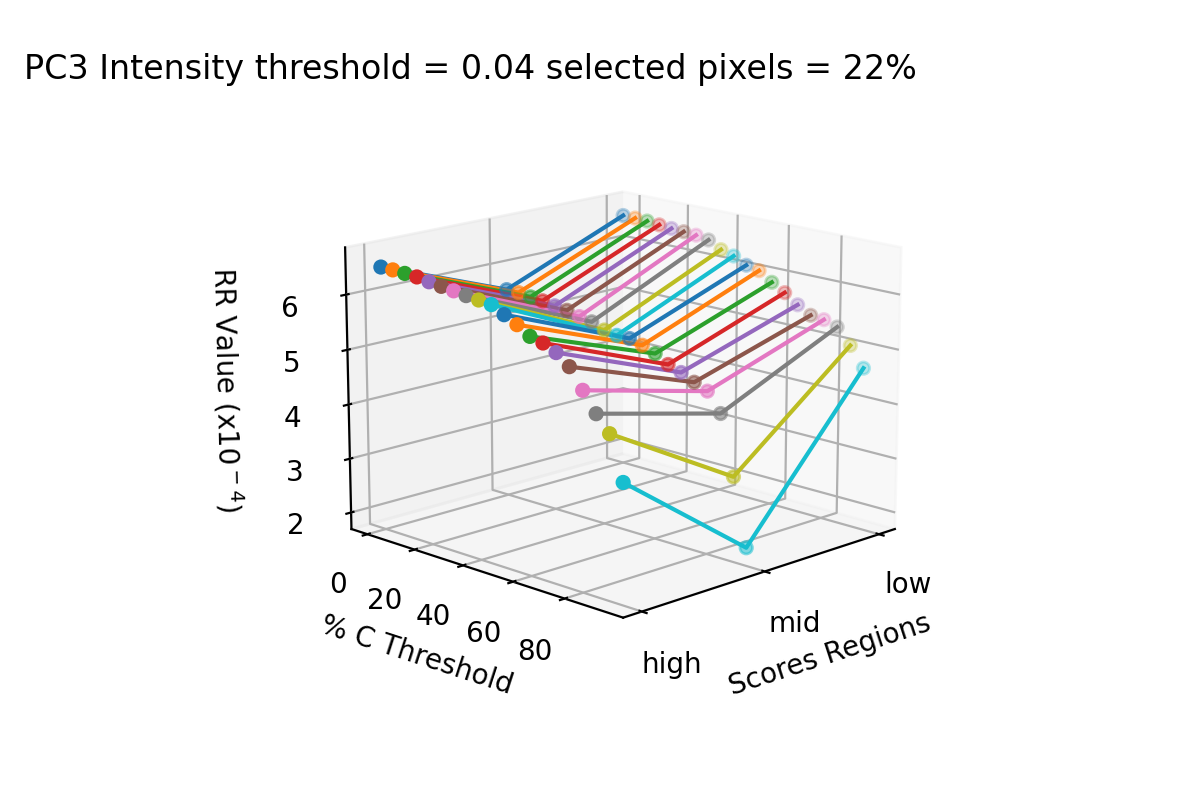 PC3 Intensity threshold = 0.04 selected pixels = 22%
RR Value (x10⁻⁴)
6
5
4
3
2
0
20
40
60
80
% C Threshold
high
mid
low
Scores Regions